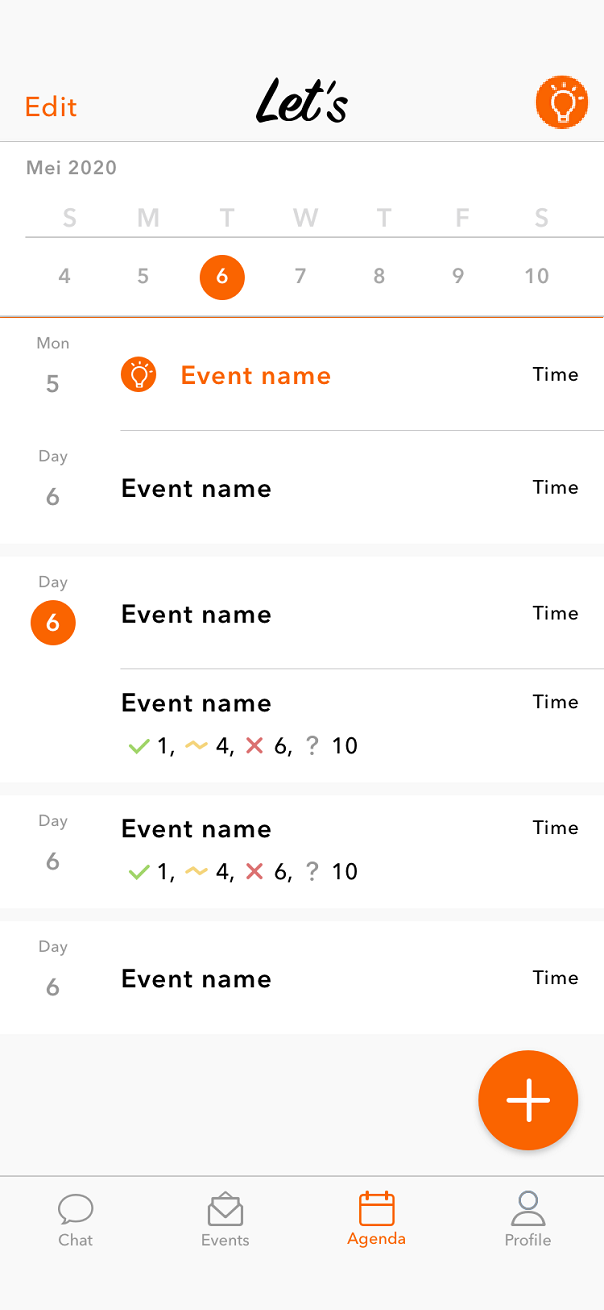 Edit Let's
Mei 2020
S M T W T F S
4 5 6 7 8 9 10
Mon
5 Event name Time
Day
6 Event name Time
Day
6 Event name Time
Event name Time
1, 4, 6, ? 10
Day
6 Event name Time
1, 4, 6, ? 10
Day
6 Event name Time
Chat Events Agenda Profile